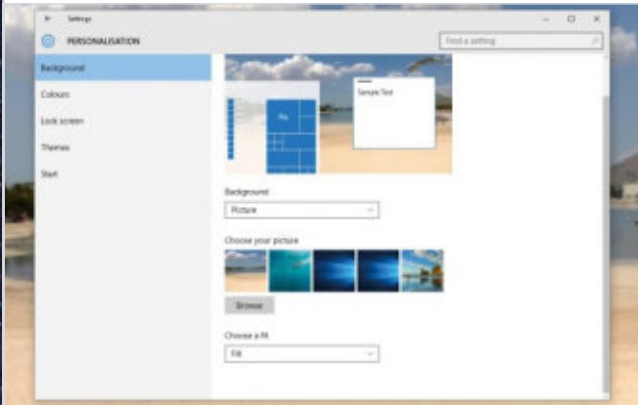 Settings
PERSONALISATION
Find a setting
Background
Colours
Lock screen
Themes
Start
Aa
Sample Text
Background
Picture
Choose your picture
Browse
Choose a fit
Fill